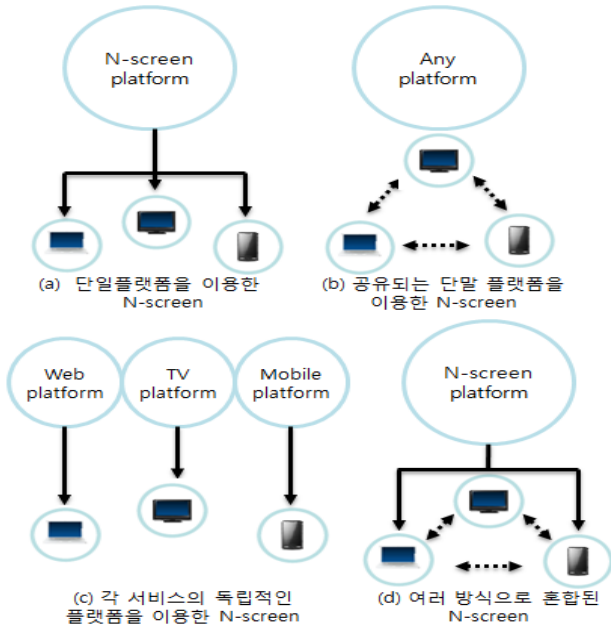 N-screen
platform
Any
platform
(a) 단일플랫폼을 이용한
N-screen
(b) 공유되는 단말 플랫폼을
이용한 N-screen
Web
platform
TV
platform
Mobile
platform
N-screen
platform
(c) 각 서비스의 독립적인
플랫폼을 이용한 N-screen
(d) 여러 방식으로 혼합된
N-screen